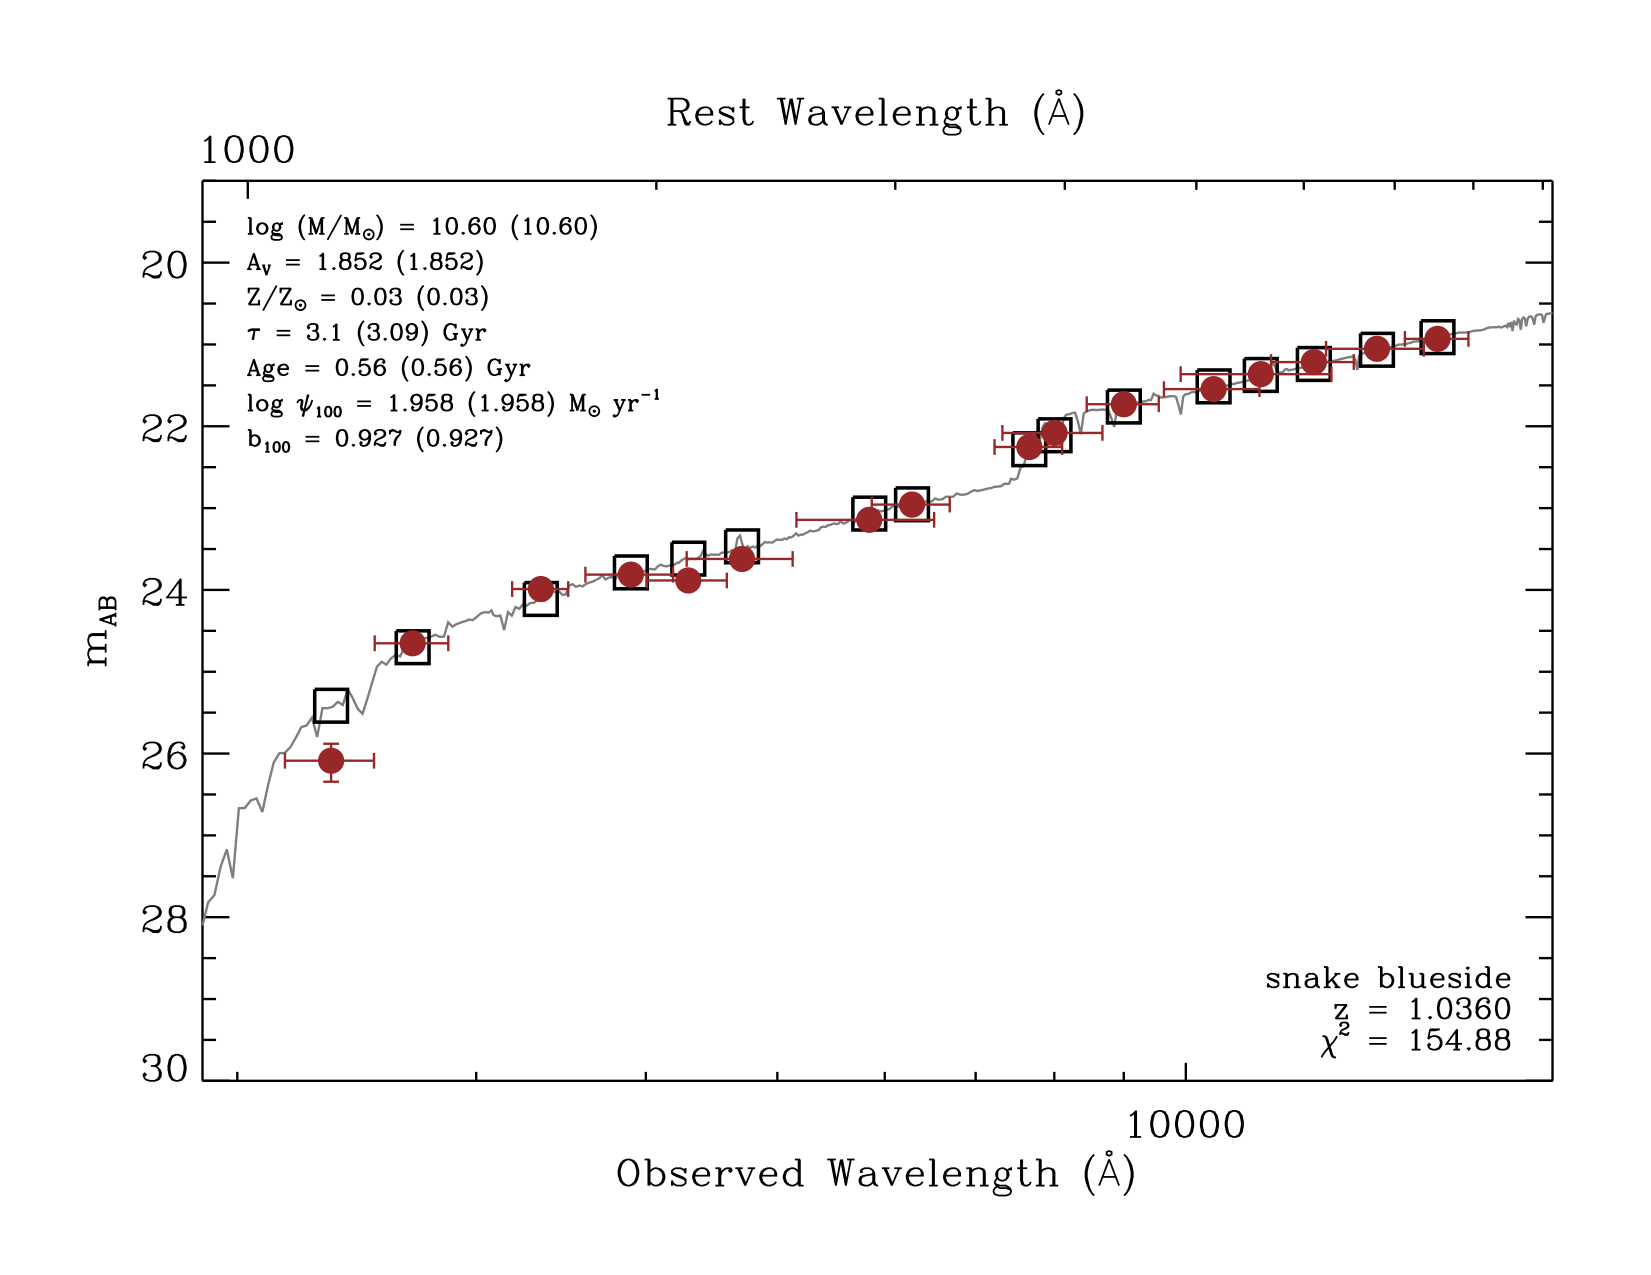 Rest Wavelength (Å)
1000
log (M/M⊙) = 10.60 (10.60)
Aᵥ = 1.852 (1.852)
Z/Z⊙ = 0.03 (0.03)
τ = 3.1 (3.09) Gyr
Age = 0.56 (0.56) Gyr
log ψ₁₀₀ = 1.958 (1.958) M⊙ yr⁻¹
b₁₀₀ = 0.927 (0.927)
20
22
24
26
28
30
m_AB
snake blueside
z = 1.0360
χ² = 154.88
10000
Observed Wavelength (Å)